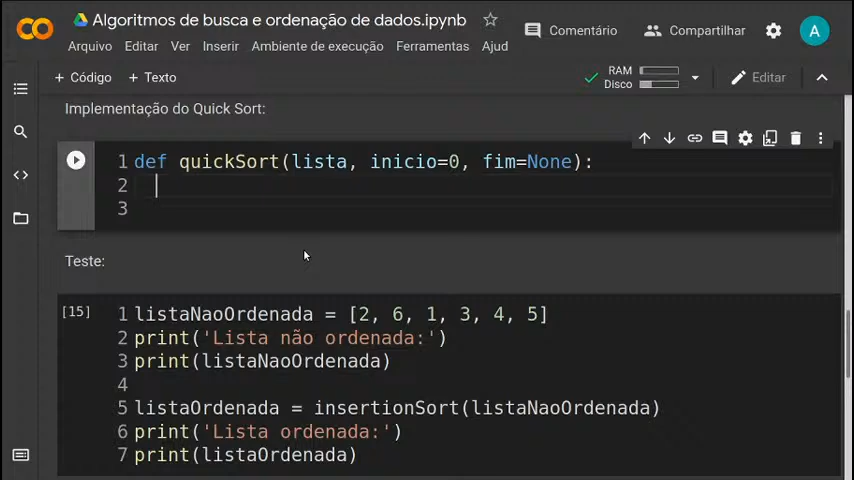 Algoritmos de busca e ordenação de dados.ipynb
Comentário
Compartilhar
A
Arquivo Editar Ver Inserir Ambiente de execução Ferramentas Ajud
+ Código + Texto
RAM
Disco
Editar
Implementação do Quick Sort:
1 def quickSort(lista, inicio=0, fim=None):
2
3
Teste:
[15]
1 listaNaoOrdenada = [2, 6, 1, 3, 4, 5]
2 print('Lista não ordenada:')
3 print(listaNaoOrdenada)
4
5 listaOrdenada = insertionSort(listaNaoOrdenada)
6 print('Lista ordenada:')
7 print(listaOrdenada)